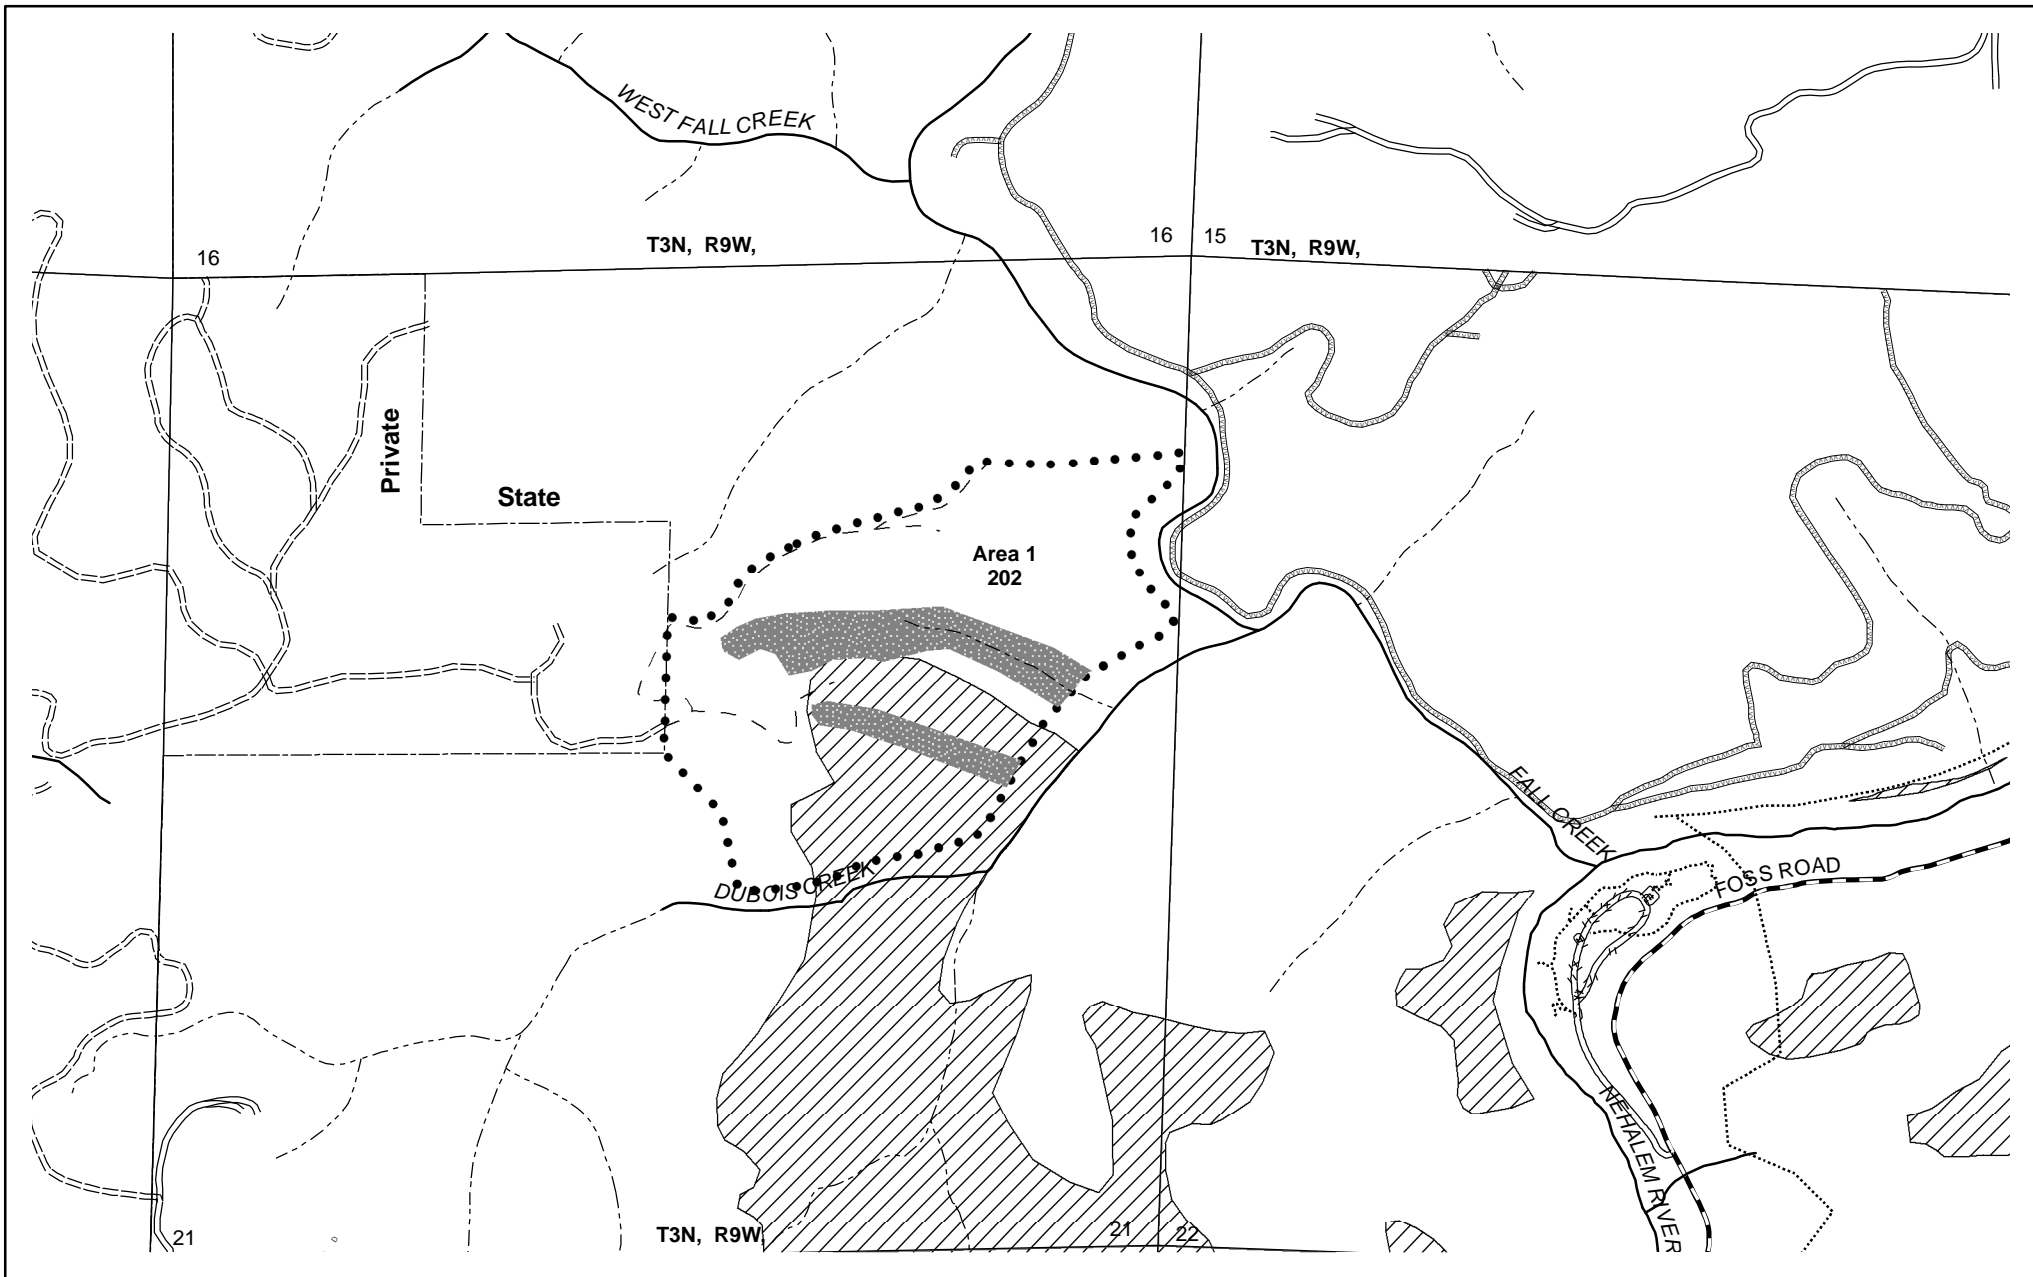 WEST FALL CREEK
T3N, R9W,
16
15
T3N, R9W,
16
Private
State
Area 1
202
FALL CREEK
FOSS ROAD
DUBOIS CREEK
NEHALEM RIVER
21
T3N, R9W,
21
22